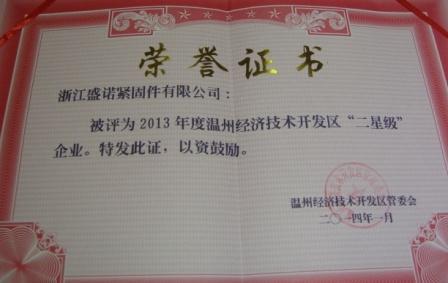 荣誉证书
浙江盛诺紧固件有限公司：
被评为2013年度温州经济技术开发区“二星级”
企业。特发此证，以资鼓励。
温州经济技术开发区管委会
二〇一四年一月